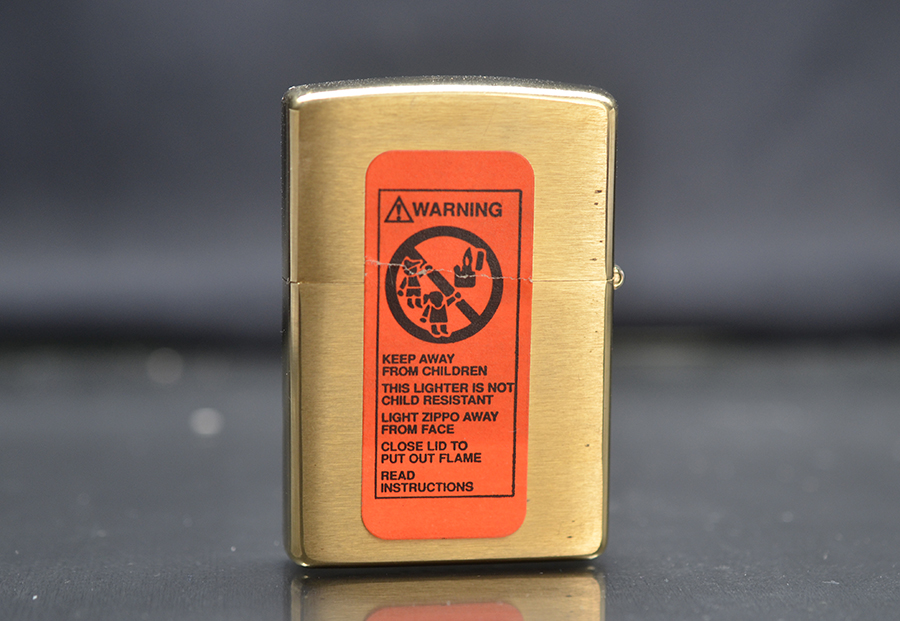 WARNING
KEEP AWAY
FROM CHILDREN
THIS LIGHTER IS NOT
CHILD RESISTANT
LIGHT ZIPPO AWAY
FROM FACE
CLOSE LID TO
PUT OUT FLAME
READ
INSTRUCTIONS